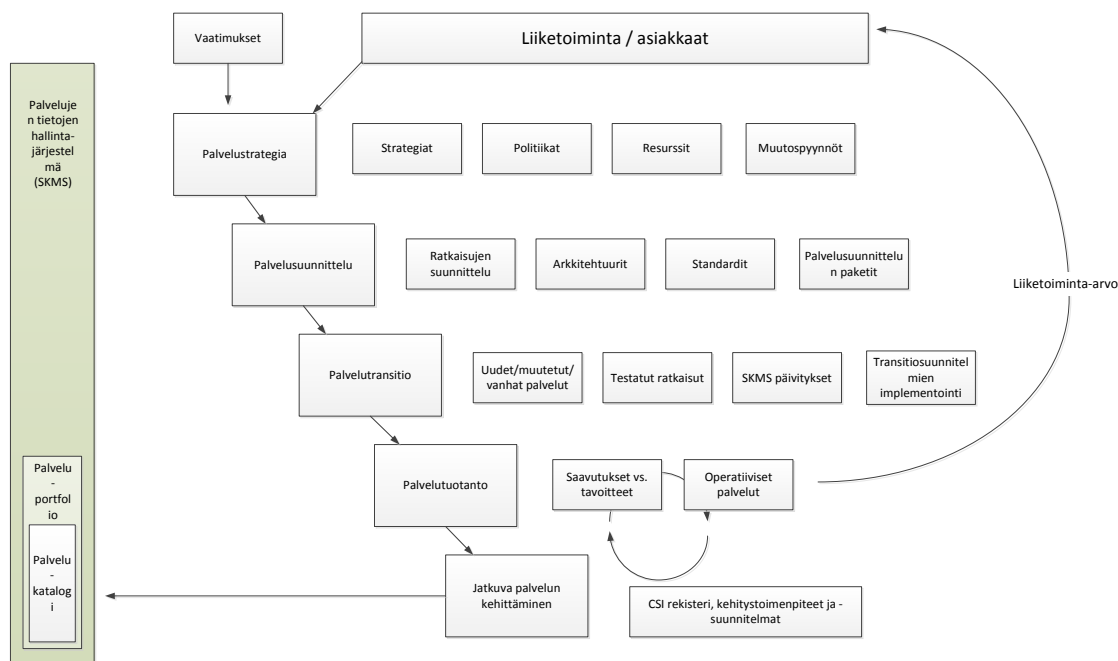 Vaatimukset
Liiketoiminta / asiakkaat
Palveluje
n tietojen
hallinta-
järjestel
mä
(SKMS)
Palvelustrategia
Strategiat
Politiikat
Resurssit
Muutospyynnöt
Palvelusuunnittelu
Ratkaisujen
suunnittelu
Arkkitehtuurit
Standardit
Palvelusuunnittelu
n paketit
Liiketoiminta-arvo
Palvelutransitio
Uudet/muutetut/
vanhat palvelut
Testatut ratkaisut
SKMS päivitykset
Transitiosuunnitel
mien
implementointi
Palvelutuotanto
Saavutukset vs.
tavoitteet
Operatiiviset
palvelut
Palvelu
-
portfol
io
Palvelu
-
katalog
i
Jatkuva palvelun
kehittäminen
CSI rekisteri, kehitystoimenpiteet ja -
suunnitelmat